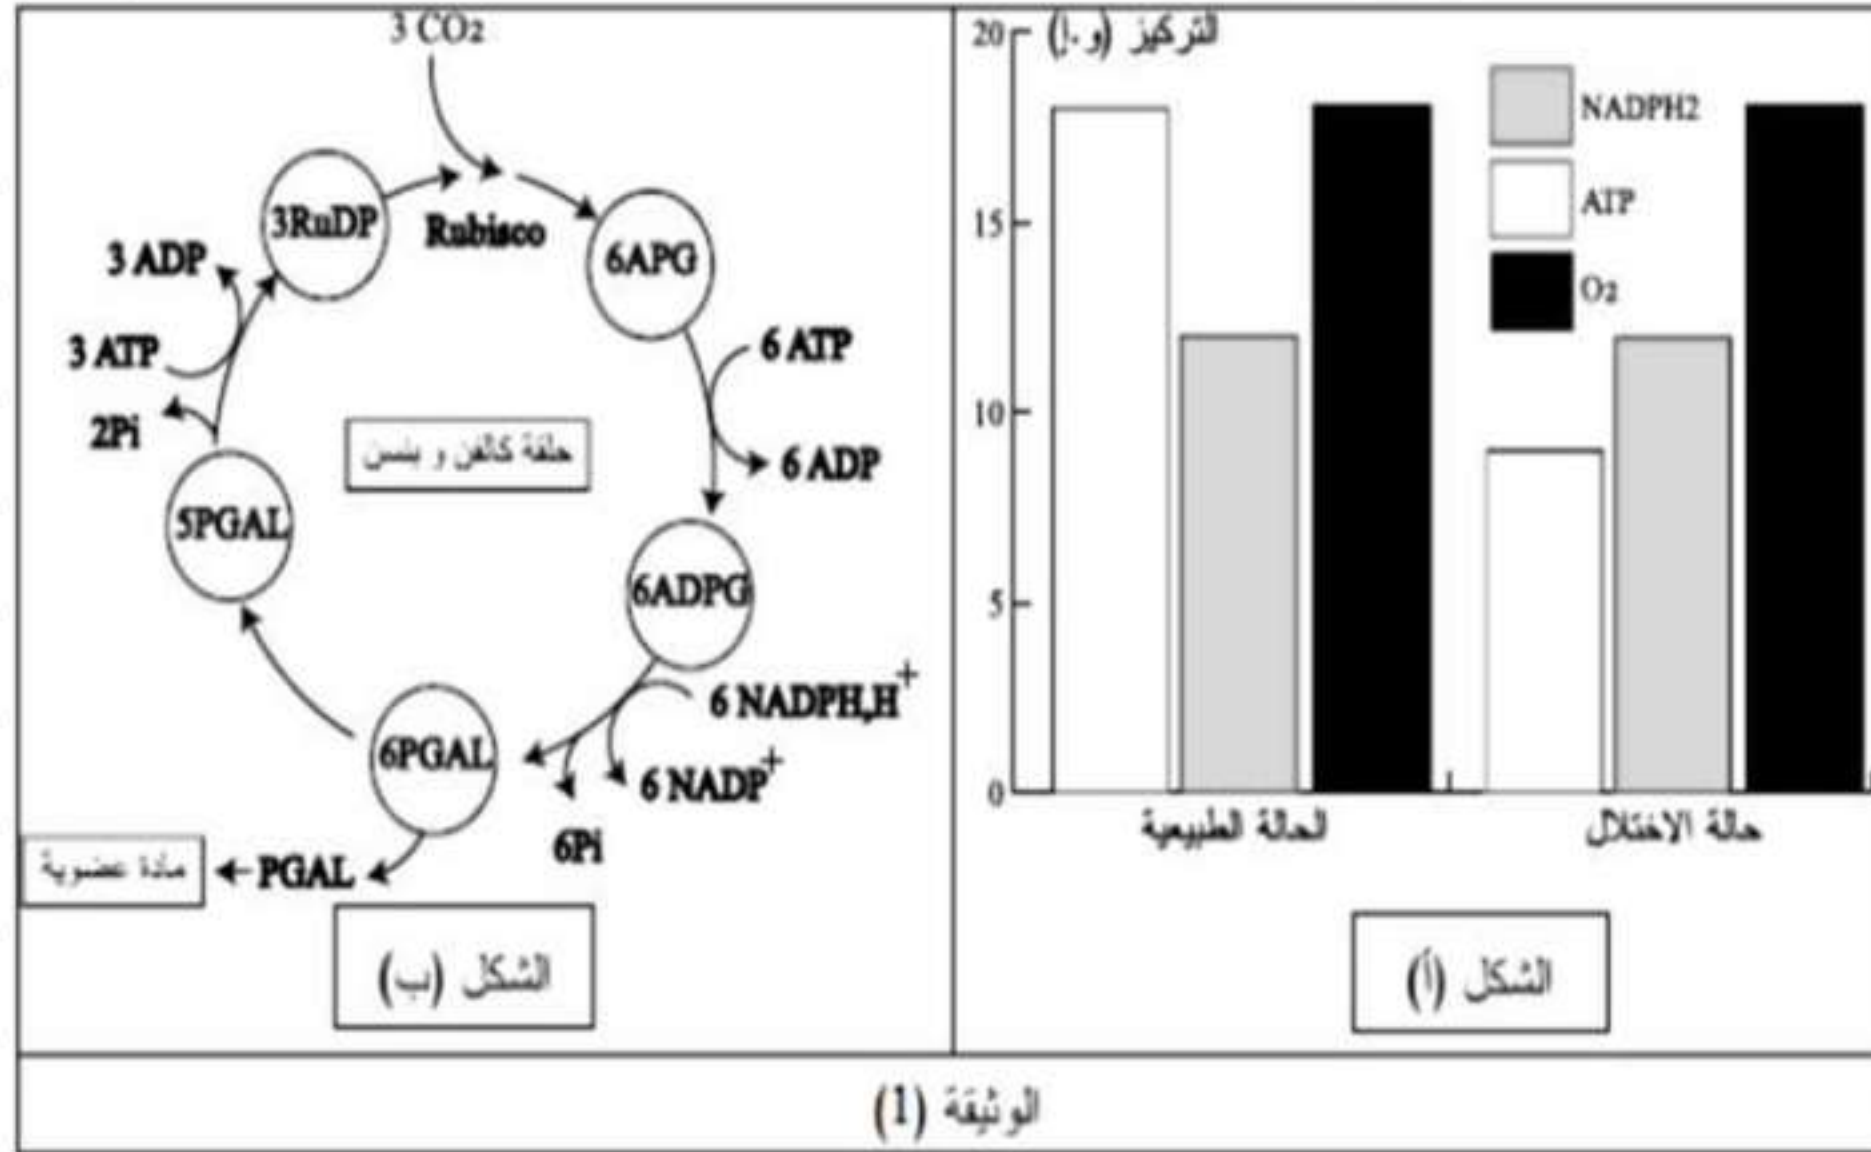 3 CO2
3RuDP
Rubisco
6APG
3 ADP
3 ATP
2Pi
6 ATP
6 ADP
حلقة كالفن و بنسن
5PGAL
6ADPG
6 NADPH,H+
6 NADP+
6PGAL
6Pi
PGAL
مادة عضوية
الشكل (ب)
التركيز (و.إ)
20
15
10
5
0
NADPH2
ATP
O2
الحالة الطبيعية
حالة الاختلال
الشكل (أ)
الوثيقة (1)